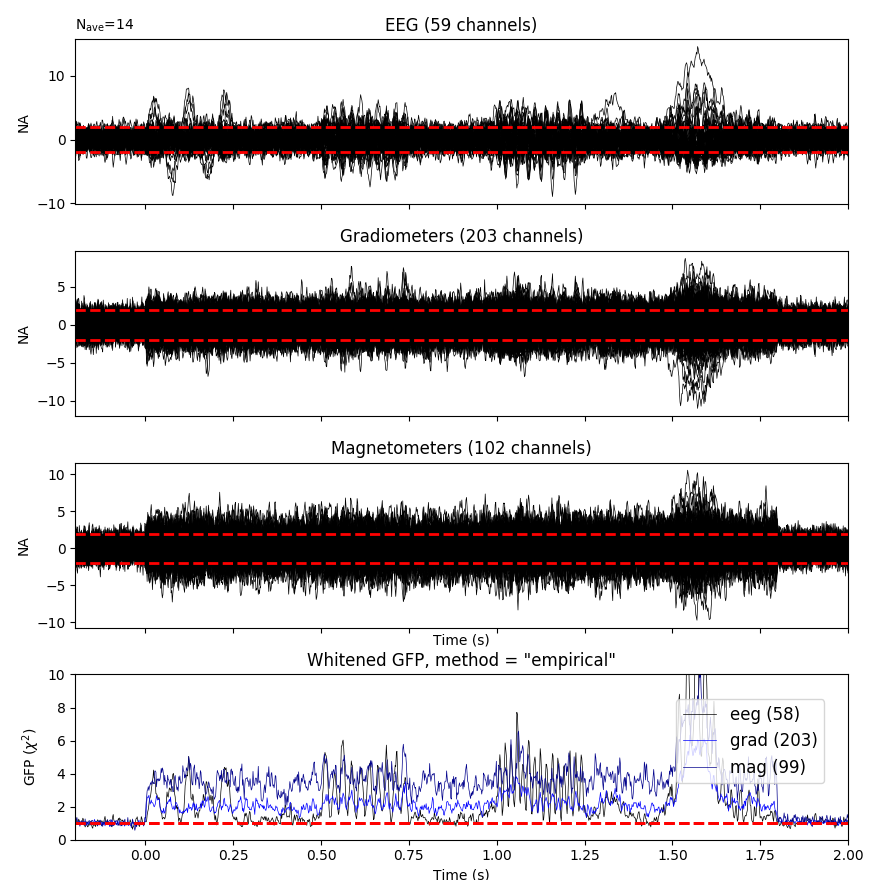 N_ave=14
EEG (59 channels)
10
0
−10
NA
Gradiometers (203 channels)
5
0
−5
−10
NA
Magnetometers (102 channels)
10
5
0
−5
−10
NA
Time (s)
Whitened GFP, method = "empirical"
10
8
6
4
2
0
GFP (χ²)
eeg (58)
grad (203)
mag (99)
0.00 0.25 0.50 0.75 1.00 1.25 1.50 1.75 2.00
Time (s)